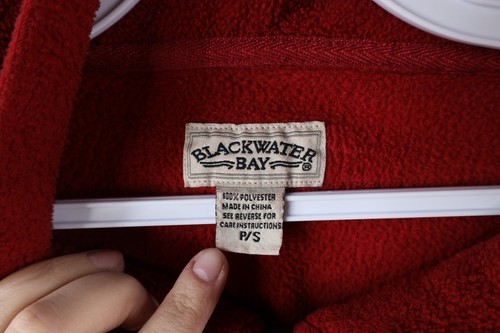 BLACKWATER
BAY ®
100% POLYESTER
MADE IN CHINA
SEE REVERSE FOR
CARE INSTRUCTIONS
P/S